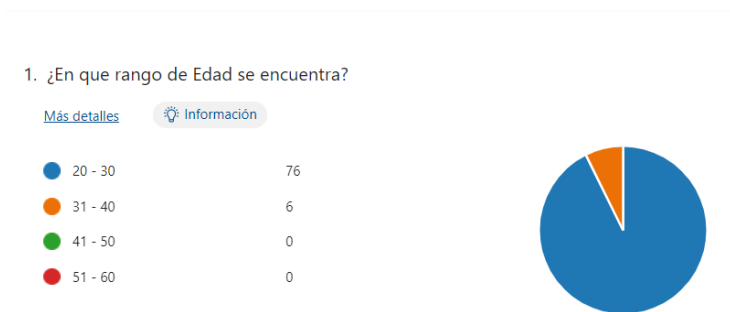 1. ¿En que rango de Edad se encuentra?
Más detalles Información
20 - 30 76
31 - 40 6
41 - 50 0
51 - 60 0